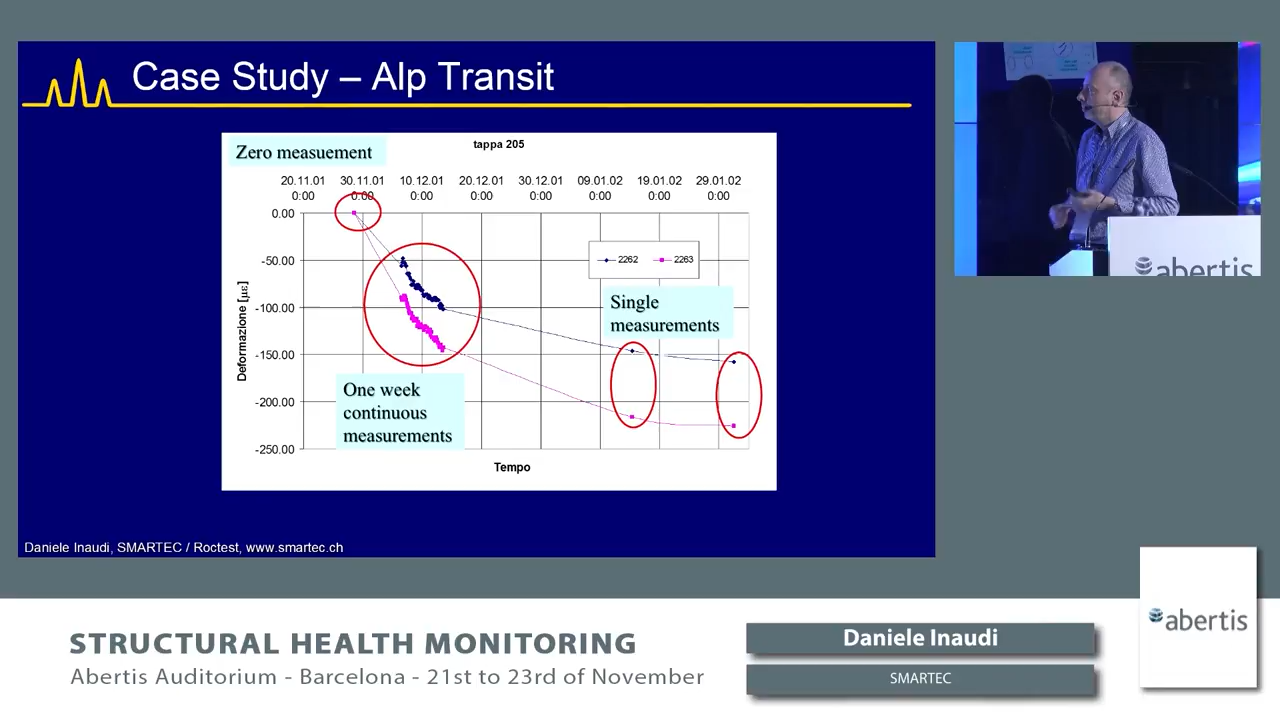 Case Study – Alp Transit
Zero measuement
tappa 205
20.11.01 30.11.01 10.12.01 20.12.01 30.12.01 09.01.02 19.01.02 29.01.02
0:00 0:00 0:00 0:00 0:00 0:00 0:00 0:00
0.00
-50.00
-100.00
-150.00
-200.00
-250.00
Deformazione [µε]
2262 2263
Single
measurements
One week
continuous
measurements
Tempo
Daniele Inaudi, SMARTEC / Roctest, www.smartec.ch
abertis
STRUCTURAL HEALTH MONITORING
Abertis Auditorium - Barcelona - 21st to 23rd of November
Daniele Inaudi
SMARTEC
abertis